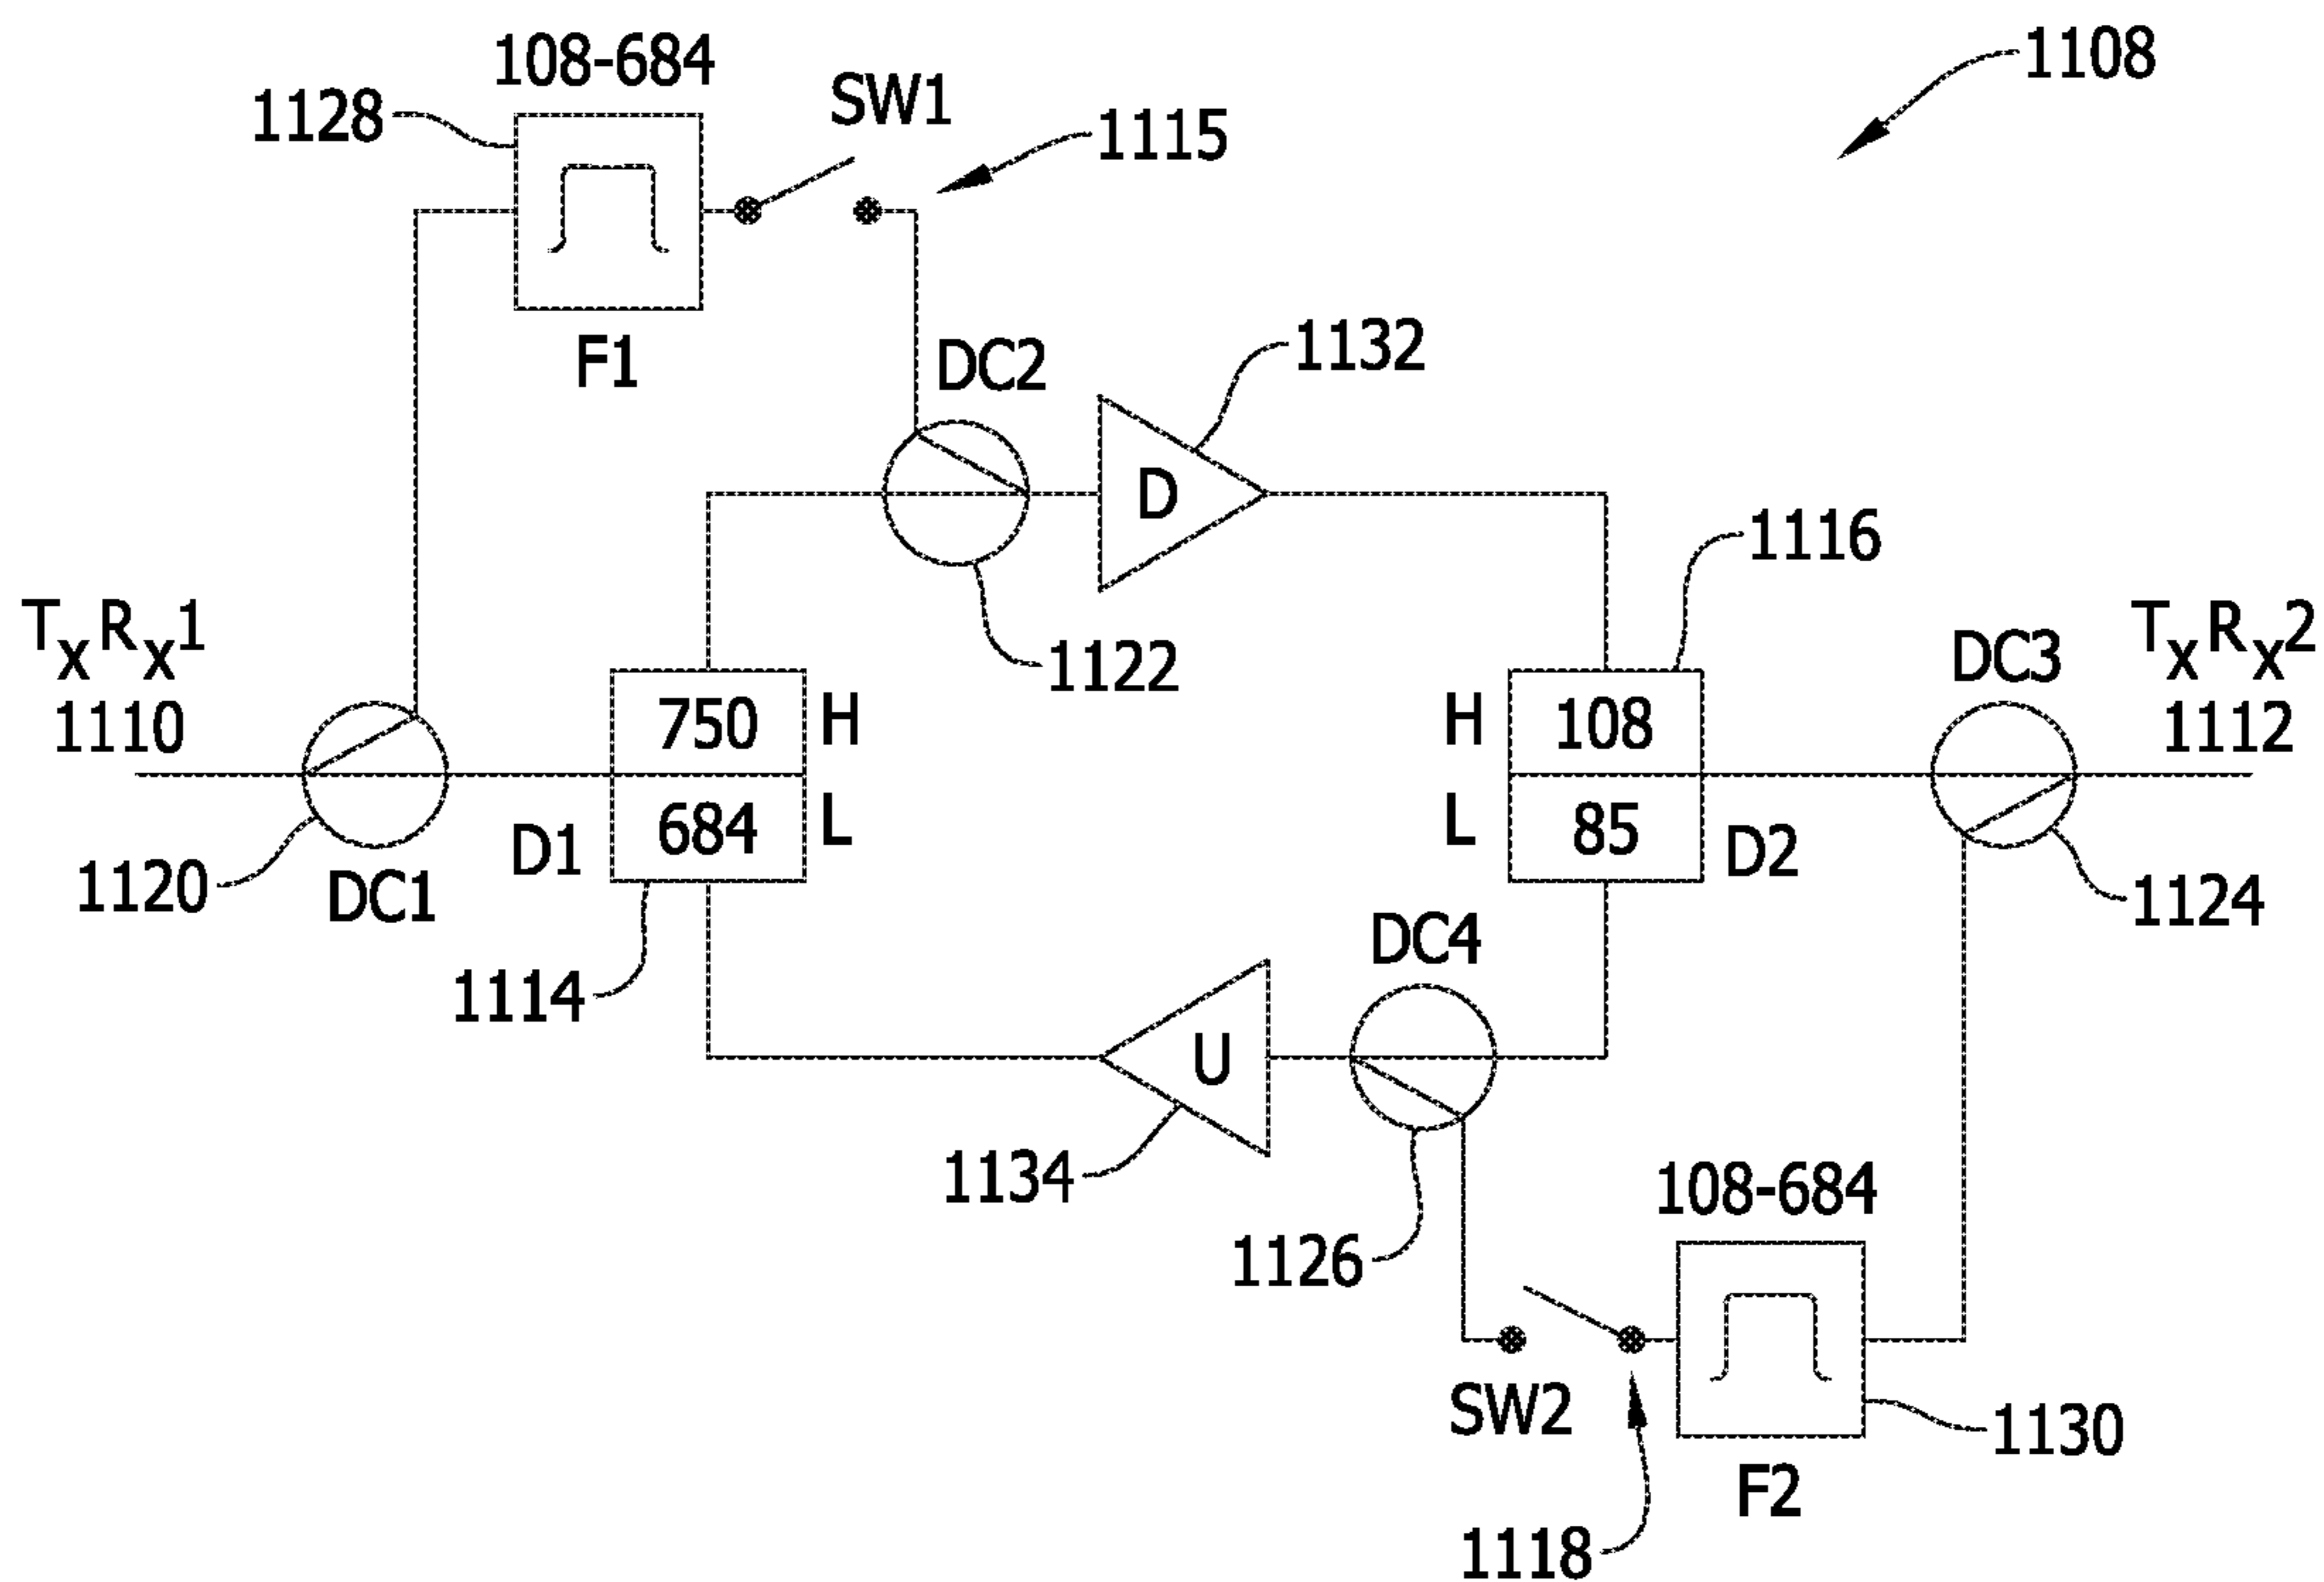 108-684
1128
SW1
1115
1108
F1
DC2
1132
D
1116
1122
TxRx1
1110
750
H
H
108
DC3
TxRx2
1112
684
L
L
85
D1
D2
1120
DC1
1124
1114
DC4
U
1134
1126
108-684
SW2
1130
F2
1118